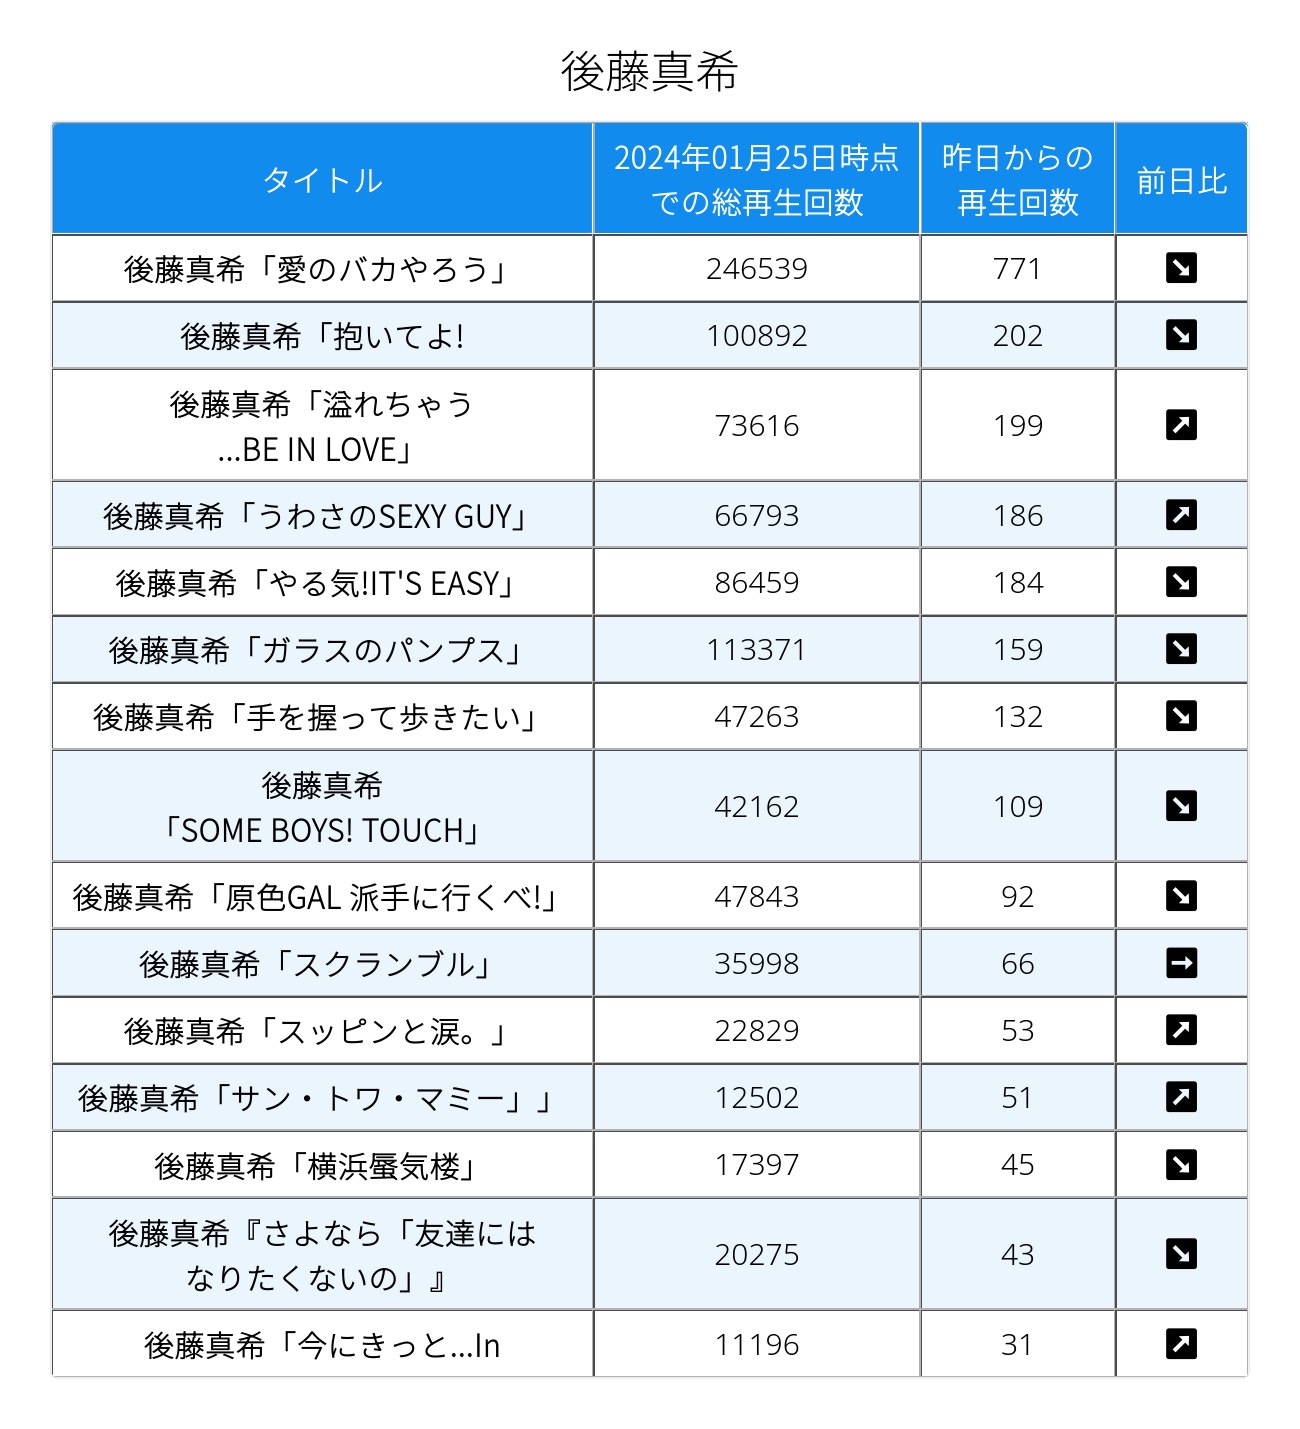 後藤真希
タイトル
2024年01月25日時点
での総再生回数
昨日からの
再生回数
前日比
後藤真希「愛のバカやろう」 246539 771 ↘
後藤真希「抱いてよ! 100892 202 ↘
後藤真希「溢れちゃう
...BE IN LOVE」 73616 199 ↗
後藤真希「うわさのSEXY GUY」 66793 186 ↗
後藤真希「やる気!IT'S EASY」 86459 184 ↘
後藤真希「ガラスのパンプス」 113371 159 ↘
後藤真希「手を握って歩きたい」 47263 132 ↘
後藤真希
「SOME BOYS! TOUCH」 42162 109 ↘
後藤真希「原色GAL 派手に行くべ!」 47843 92 ↘
後藤真希「スクランブル」 35998 66 →
後藤真希「スッピンと涙。」 22829 53 ↗
後藤真希「サン・トワ・マミー」」 12502 51 ↗
後藤真希「横浜蜃気楼」 17397 45 ↘
後藤真希『さよなら「友達には
なりたくないの」』 20275 43 ↘
後藤真希「今にきっと...In 11196 31 ↗